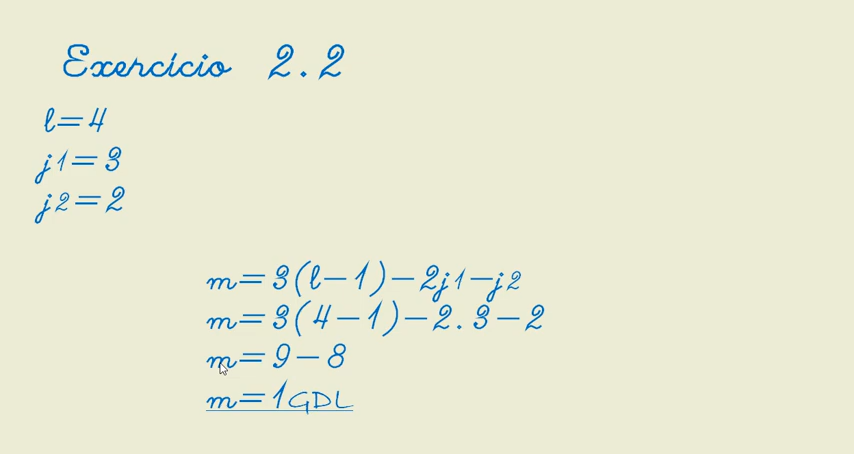 Exercício 2.2
l=4
j1=3
j2=2
m=3(l-1)-2j1-j2
m=3(4-1)-2.3-2
m=9-8
m=1GDL